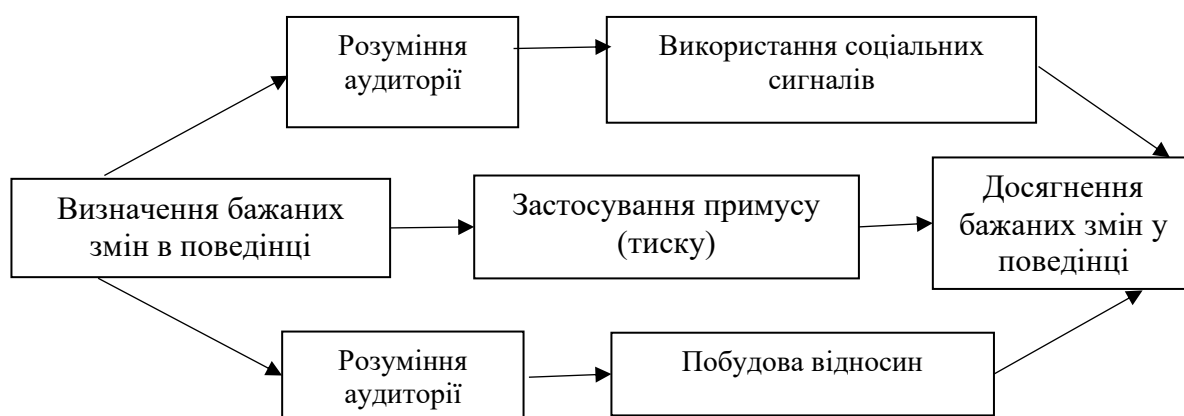 Розуміння
аудиторії
Використання соціальних
сигналів
Визначення бажаних
змін в поведінці
Застосування примусу
(тиску)
Досягнення
бажаних змін у
поведінці
Розуміння
аудиторії
Побудова відносин